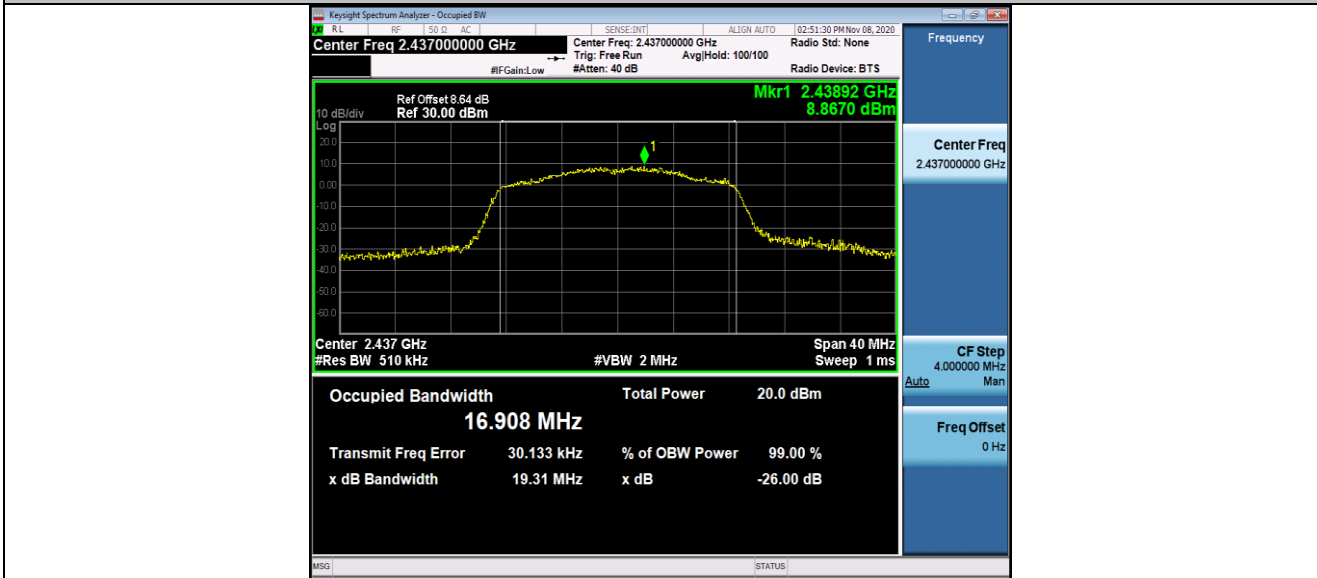 Keysight Spectrum Analyzer - Occupied BW
RL RF 50 Ω AC SENSE:INT ALIGN AUTO 02:51:30 PM Nov 08, 2020
Center Freq 2.437000000 GHz
Center Freq: 2.437000000 GHz Radio Std: None
Trig: Free Run Avg|Hold: 100/100
#IFGain:Low #Atten: 40 dB Radio Device: BTS
Frequency
Mkr1 2.43892 GHz
8.8670 dBm
Ref Offset 8.64 dB
10 dB/div Ref 30.00 dBm
Log
20.0
10.0
0.00
-10.0
-20.0
-30.0
-40.0
-50.0
-60.0
1
Center Freq
2.437000000 GHz
Center 2.437 GHz Span 40 MHz
#Res BW 510 kHz #VBW 2 MHz Sweep 1 ms
CF Step
4.000000 MHz
Auto Man
Occupied Bandwidth Total Power 20.0 dBm
16.908 MHz
Freq Offset
0 Hz
Transmit Freq Error 30.133 kHz % of OBW Power 99.00 %
x dB Bandwidth 19.31 MHz x dB -26.00 dB
MSG STATUS